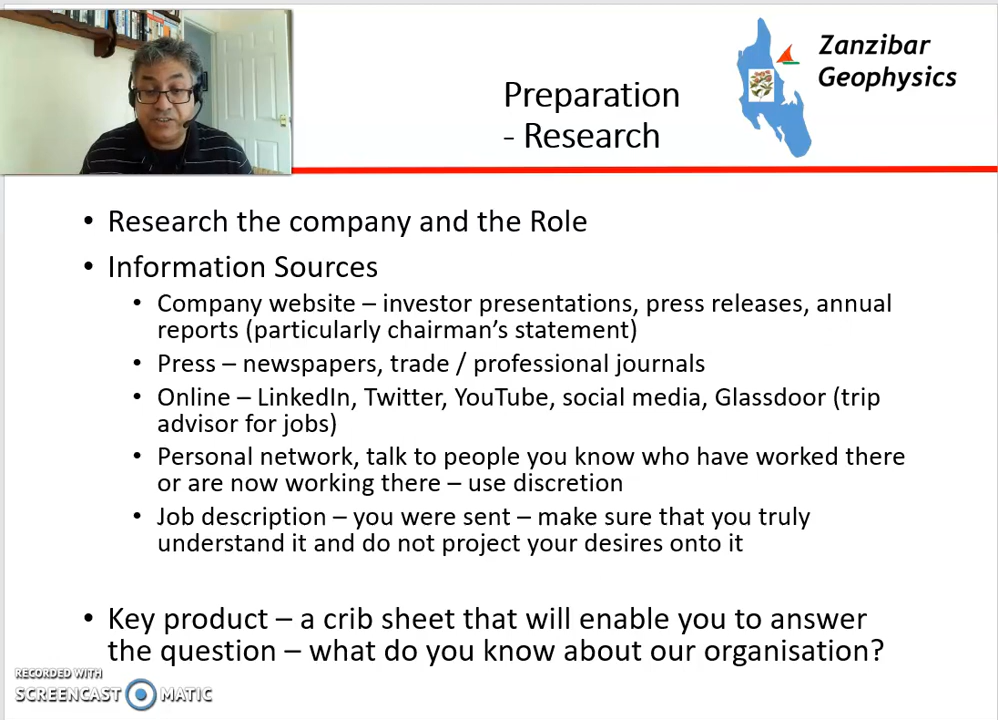 Zanzibar
Geophysics
Preparation
- Research
• Research the company and the Role
• Information Sources
• Company website – investor presentations, press releases, annual
reports (particularly chairman’s statement)
• Press – newspapers, trade / professional journals
• Online – LinkedIn, Twitter, YouTube, social media, Glassdoor (trip
advisor for jobs)
• Personal network, talk to people you know who have worked there
or are now working there – use discretion
• Job description – you were sent – make sure that you truly
understand it and do not project your desires onto it
• Key product – a crib sheet that will enable you to answer
the question – what do you know about our organisation?
RECORDED WITH
SCREENCAST MATIC